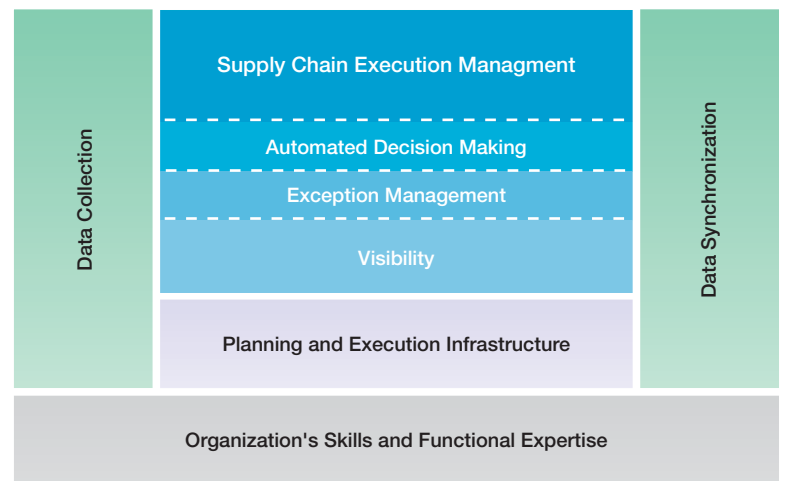 Data Collection
Supply Chain Execution Managment
Automated Decision Making
Exception Management
Visibility
Planning and Execution Infrastructure
Data Synchronization
Organization's Skills and Functional Expertise